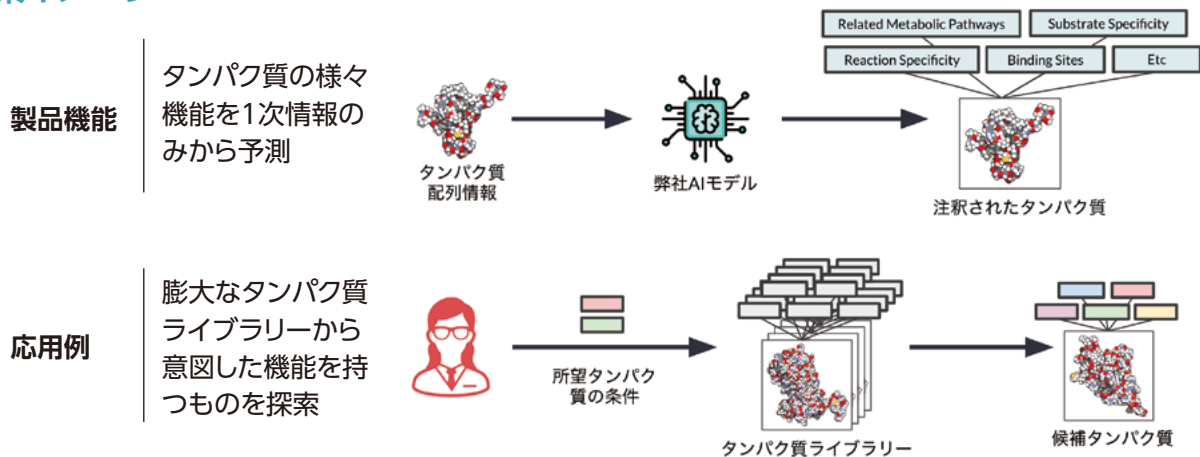 Related Metabolic Pathways
Substrate Specificity
Reaction Specificity
Binding Sites
Etc
製品機能
タンパク質の様々
機能を1次情報の
みから予測
タンパク質
配列情報
弊社AIモデル
注釈されたタンパク質
応用例
膨大なタンパク質
ライブラリーから
意図した機能を持
つものを探索
所望タンパク
質の条件
タンパク質ライブラリー
候補タンパク質